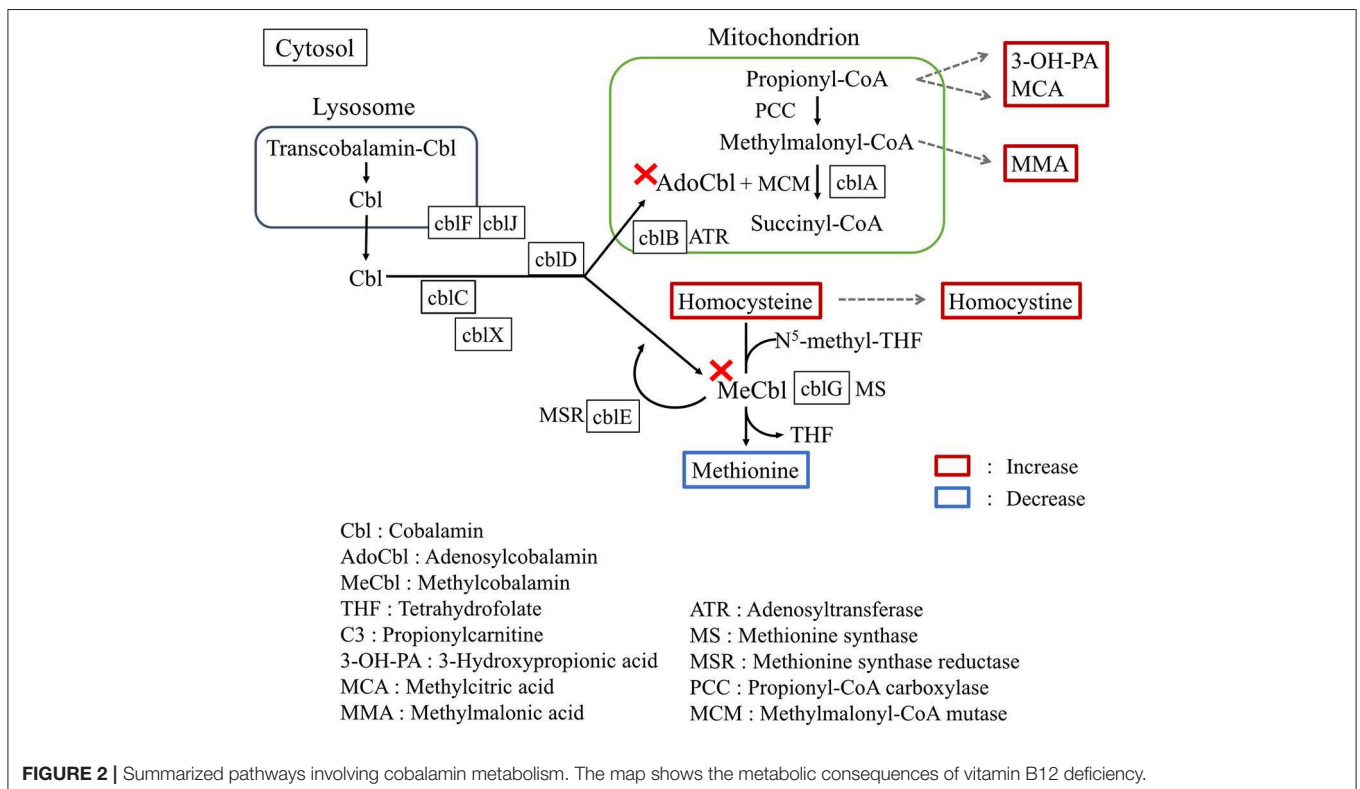 Cytosol
Mitochondrion
Lysosome
Transcobalamin-Cbl
Cbl
cblF cblJ
Cbl
cblC
cblX
cblD
Propionyl-CoA
PCC
Methylmalonyl-CoA
AdoCbl + MCM
cblA
cblB ATR
Succinyl-CoA
3-OH-PA
MCA
MMA
Homocysteine
Homocystine
N⁵-methyl-THF
MeCbl cblG MS
MSR cblE
THF
Methionine
: Increase
: Decrease
Cbl : Cobalamin
AdoCbl : Adenosylcobalamin
MeCbl : Methylcobalamin
THF : Tetrahydrofolate
C3 : Propionylcarnitine
3-OH-PA : 3-Hydroxypropionic acid
MCA : Methylcitric acid
MMA : Methylmalonic acid
ATR : Adenosyltransferase
MS : Methionine synthase
MSR : Methionine synthase reductase
PCC : Propionyl-CoA carboxylase
MCM : Methylmalonyl-CoA mutase
FIGURE 2 | Summarized pathways involving cobalamin metabolism. The map shows the metabolic consequences of vitamin B12 deficiency.